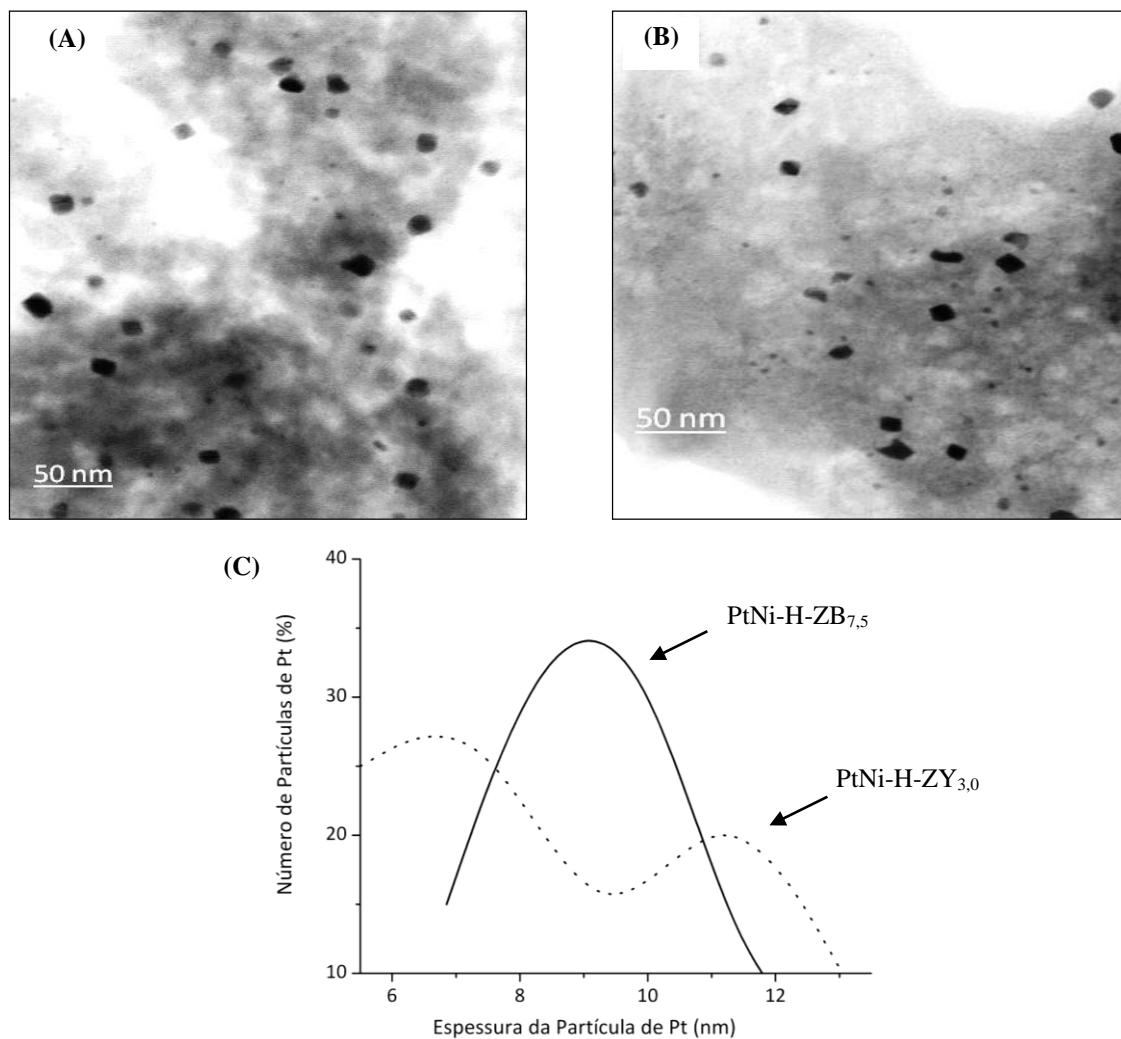 (A)
50 nm
(B)
50 nm
(C)
40
30
20
10
Número de Partículas de Pt (%)
PtNi-H-ZB7,5
PtNi-H-ZY3,0
6 8 10 12
Espessura da Partícula de Pt (nm)